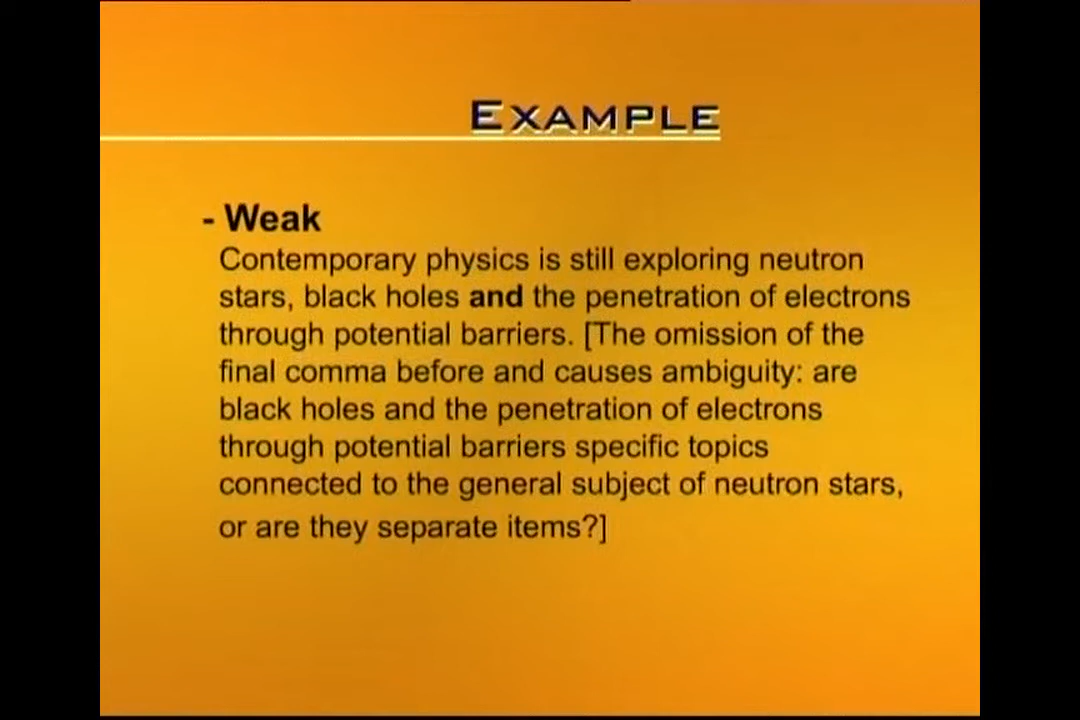 EXAMPLE
- Weak
Contemporary physics is still exploring neutron
stars, black holes and the penetration of electrons
through potential barriers. [The omission of the
final comma before and causes ambiguity: are
black holes and the penetration of electrons
through potential barriers specific topics
connected to the general subject of neutron stars,
or are they separate items?]